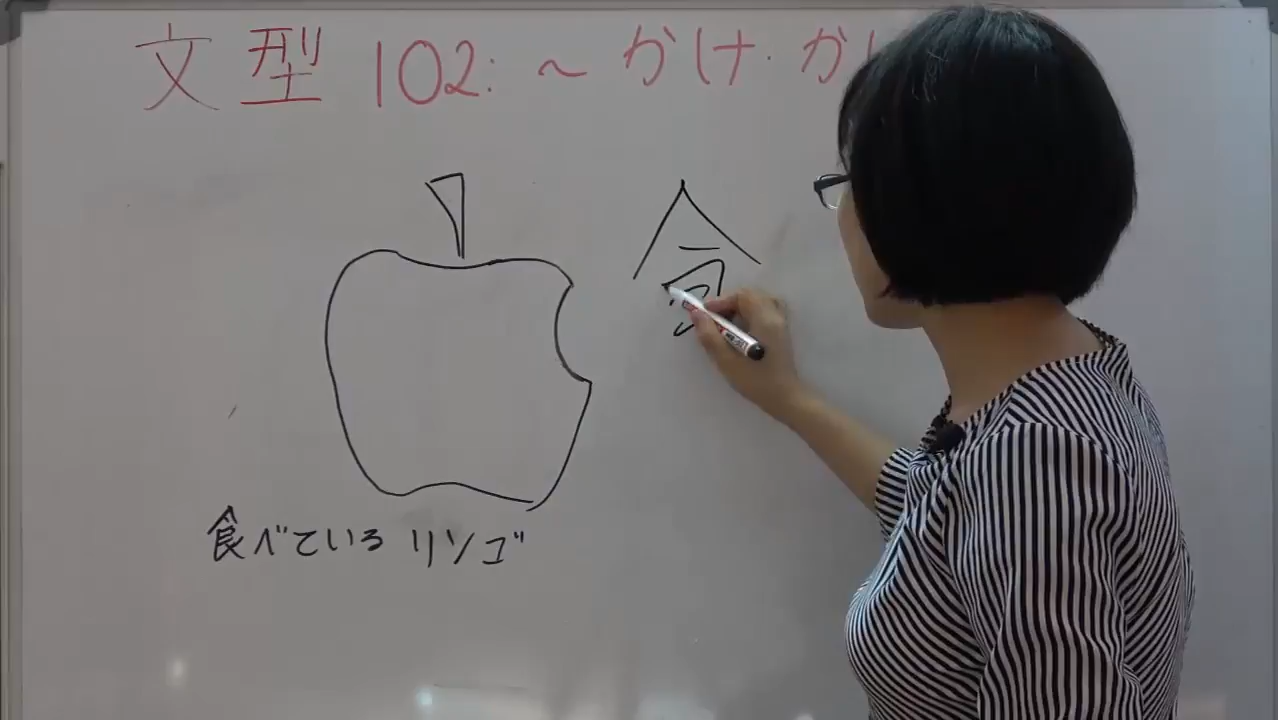 文型 102: ~ かけ・か
食べている リンゴ